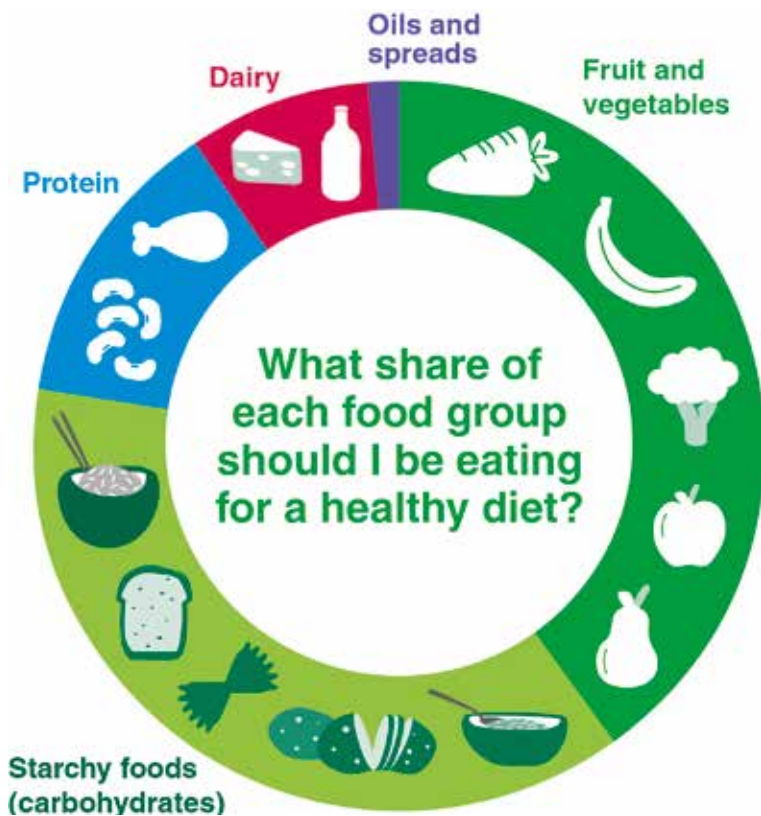 Oils and
spreads
Dairy
Fruit and
vegetables
Protein
What share of
each food group
should I be eating
for a healthy diet?
Starchy foods
(carbohydrates)